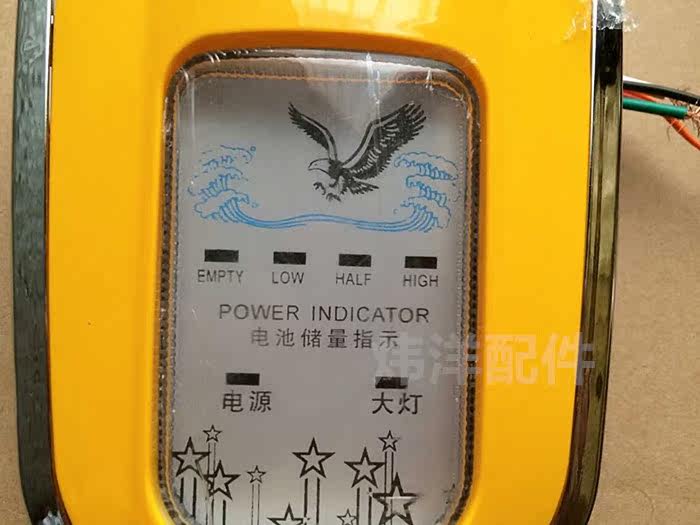 EMPTY LOW HALF HIGH
POWER INDICATOR
电池储量指示
炜洋配件
电源 大灯